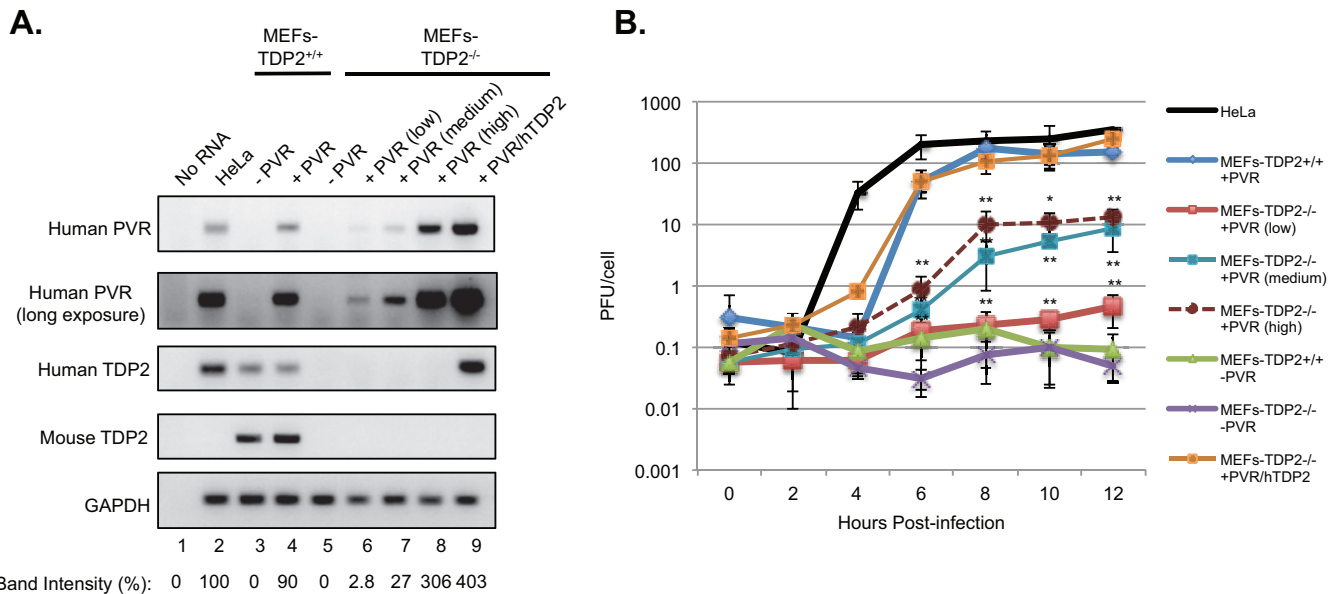 A.
MEFs-
TDP2+/+
MEFs-
TDP2-/-
No RNA
HeLa
- PVR
+ PVR
- PVR
+ PVR (low)
+ PVR (medium)
+ PVR (high)
+ PVR/hTDP2
Human PVR
Human PVR
(long exposure)
Human TDP2
Mouse TDP2
GAPDH
1 2 3 4 5 6 7 8 9
Band Intensity (%): 0 100 0 90 0 2.8 27 306 403
B.
PFU/cell
1000
100
10
1
0.1
0.01
0.001
** * **
**
** ** **
**
** ** **
**
0 2 4 6 8 10 12
Hours Post-infection
HeLa
MEFs-TDP2+/+
+PVR
MEFs-TDP2-/-
+PVR (low)
MEFs-TDP2-/-
+PVR (medium)
MEFs-TDP2-/-
+PVR (high)
MEFs-TDP2+/+
-PVR
MEFs-TDP2-/-
-PVR
MEFs-TDP2-/-
+PVR/hTDP2